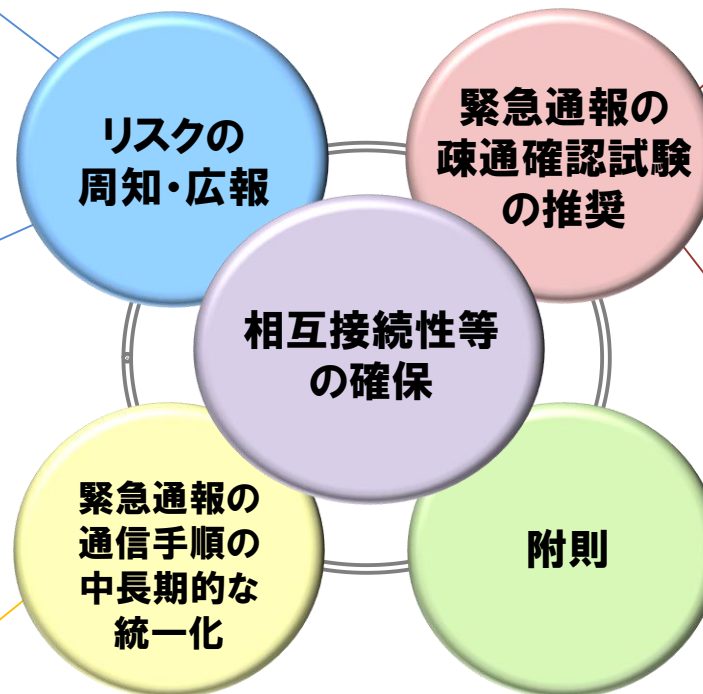 リスクの
周知・広報
緊急通報の
疎通確認試験
の推奨
相互接続性等
の確保
緊急通報の
通信手順の
中長期的な
統一化
附則